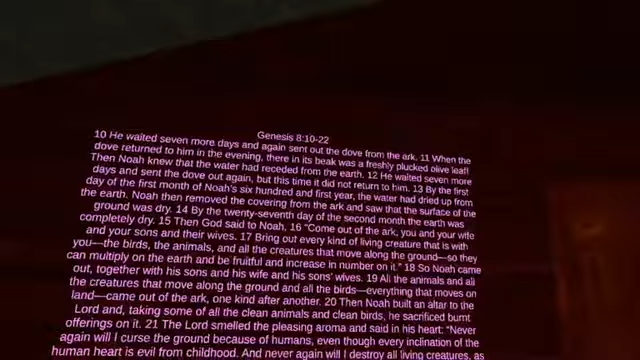 Genesis 8:10-22
10 He waited seven more days and again sent out the dove from the ark. 11 When the
dove returned to him in the evening, there in its beak was a freshly plucked olive leaf!
Then Noah knew that the water had receded from the earth. 12 He waited seven more
days and sent the dove out again, but this time it did not return to him. 13 By the first
day of the first month of Noah's six hundred and first year, the water had dried up from
the earth. Noah then removed the covering from the ark and saw that the surface of the
ground was dry. 14 By the twenty-seventh day of the second month the earth was
completely dry. 15 Then God said to Noah, 16 “Come out of the ark, you and your wife
and your sons and their wives. 17 Bring out every kind of living creature that is with
you—the birds, the animals, and all the creatures that move along the ground—so they
can multiply on the earth and be fruitful and increase in number on it.” 18 So Noah came
out, together with his sons and his wife and his sons' wives. 19 All the animals and all
the creatures that move along the ground and all the birds—everything that moves on
land—came out of the ark, one kind after another. 20 Then Noah built an altar to the
Lord and, taking some of all the clean animals and clean birds, he sacrificed burnt
offerings on it. 21 The Lord smelled the pleasing aroma and said in his heart: “Never
again will I curse the ground because of humans, even though every inclination of the
human heart is evil from childhood. And never again will I destroy all living creatures, as